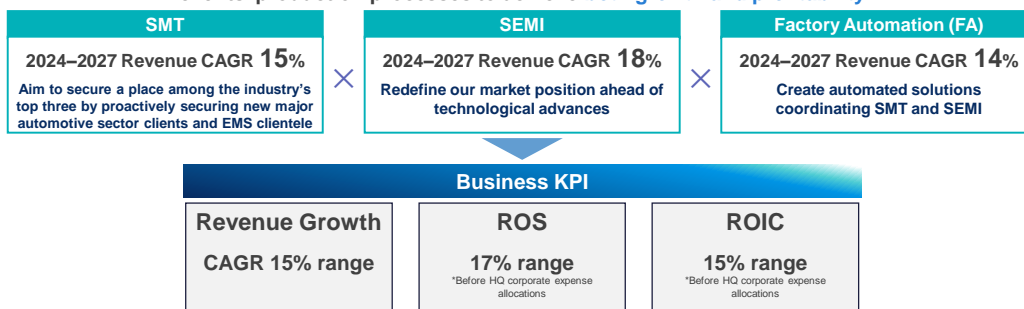 SMT
2024–2027 Revenue CAGR 15%
Aim to secure a place among the industry's
top three by proactively securing new major
automotive sector clients and EMS clientele
×
SEMI
2024–2027 Revenue CAGR 18%
Redefine our market position ahead of
technological advances
×
Factory Automation (FA)
2024–2027 Revenue CAGR 14%
Create automated solutions
coordinating SMT and SEMI
Business KPI
Revenue Growth
CAGR 15% range
ROS
17% range
*Before HQ corporate expense
allocations
ROIC
15% range
*Before HQ corporate expense
allocations